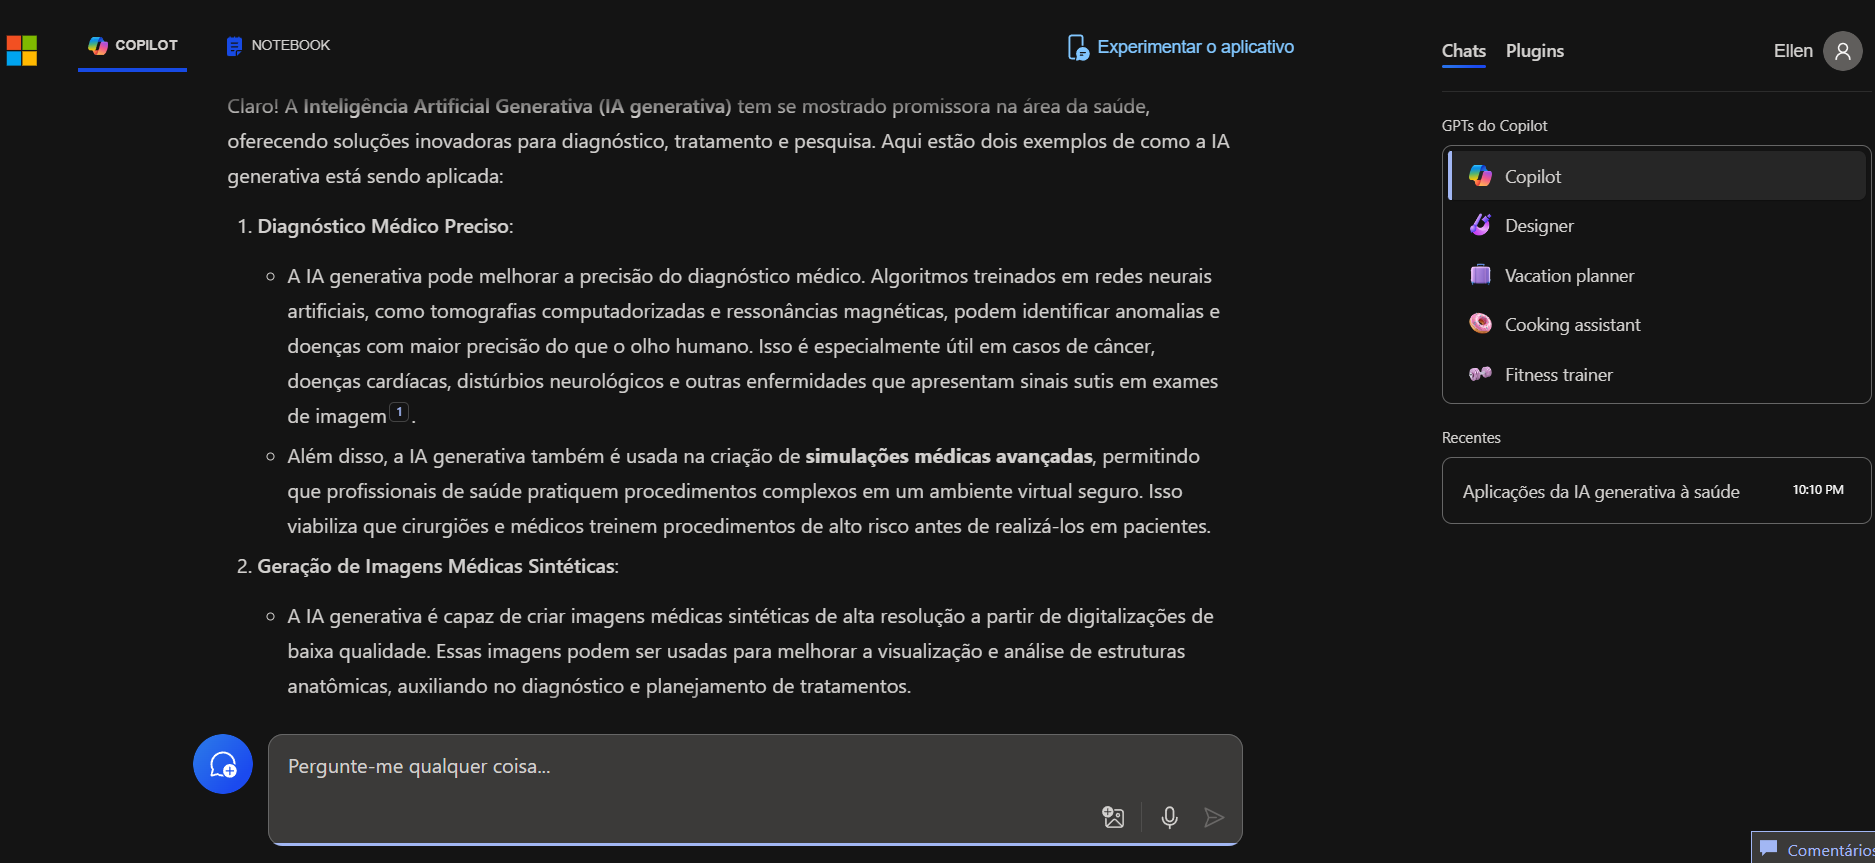 COPILOT
NOTEBOOK
Experimentar o aplicativo
Chats
Plugins
Ellen
Claro! A Inteligência Artificial Generativa (IA generativa) tem se mostrado promissora na área da saúde,
oferecendo soluções inovadoras para diagnóstico, tratamento e pesquisa. Aqui estão dois exemplos de como a IA
generativa está sendo aplicada:
1. Diagnóstico Médico Preciso:
A IA generativa pode melhorar a precisão do diagnóstico médico. Algoritmos treinados em redes neurais
artificiais, como tomografias computadorizadas e ressonâncias magnéticas, podem identificar anomalias e
doenças com maior precisão do que o olho humano. Isso é especialmente útil em casos de câncer,
doenças cardíacas, distúrbios neurológicos e outras enfermidades que apresentam sinais sutis em exames
de imagem 1 .
Além disso, a IA generativa também é usada na criação de simulações médicas avançadas, permitindo
que profissionais de saúde pratiquem procedimentos complexos em um ambiente virtual seguro. Isso
viabiliza que cirurgiões e médicos treinem procedimentos de alto risco antes de realizá-los em pacientes.
2. Geração de Imagens Médicas Sintéticas:
A IA generativa é capaz de criar imagens médicas sintéticas de alta resolução a partir de digitalizações de
baixa qualidade. Essas imagens podem ser usadas para melhorar a visualização e análise de estruturas
anatômicas, auxiliando no diagnóstico e planejamento de tratamentos.
Pergunte-me qualquer coisa...
GPTs do Copilot
Copilot
Designer
Vacation planner
Cooking assistant
Fitness trainer
Recentes
Aplicações da IA generativa à saúde
10:10 PM
Comentários